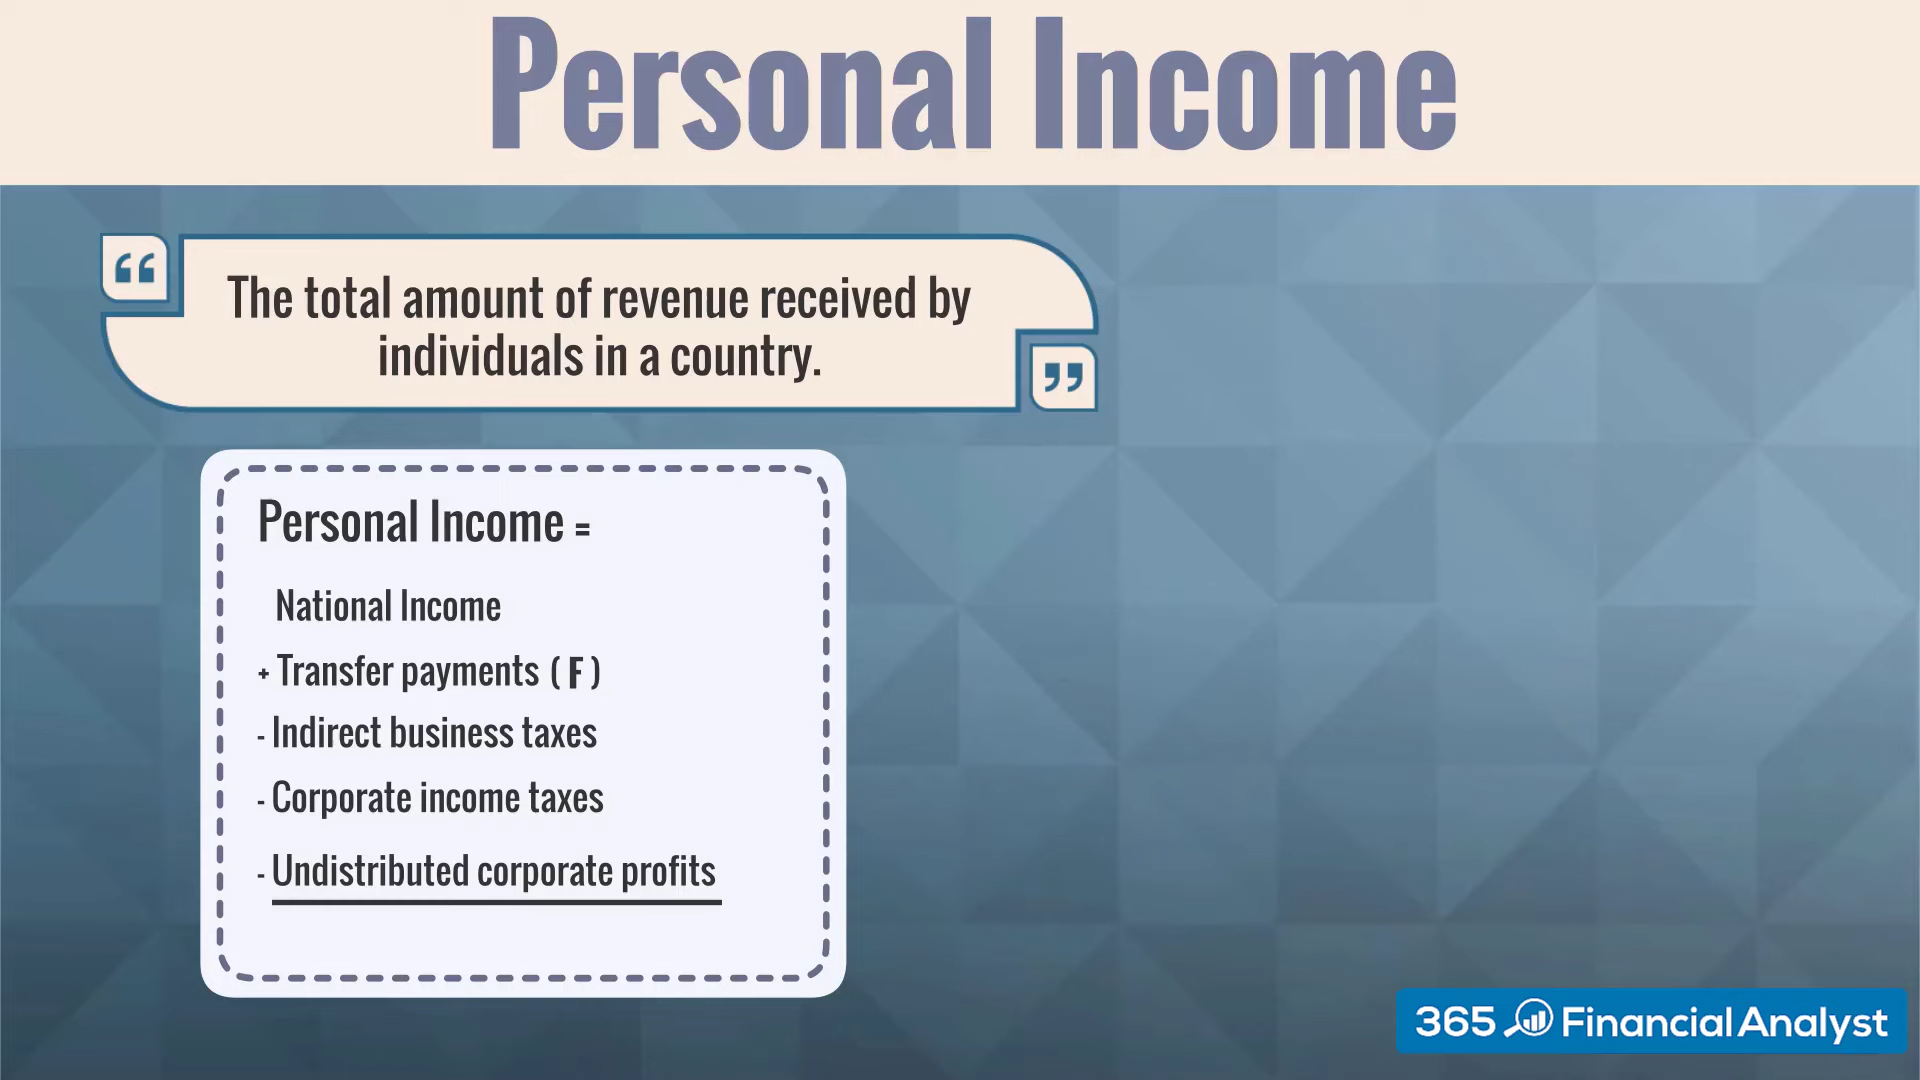 Personal Income
“
The total amount of revenue received by
individuals in a country.
”
Personal Income =
National Income
+ Transfer payments ( F )
- Indirect business taxes
- Corporate income taxes
- Undistributed corporate profits
365 Financial Analyst